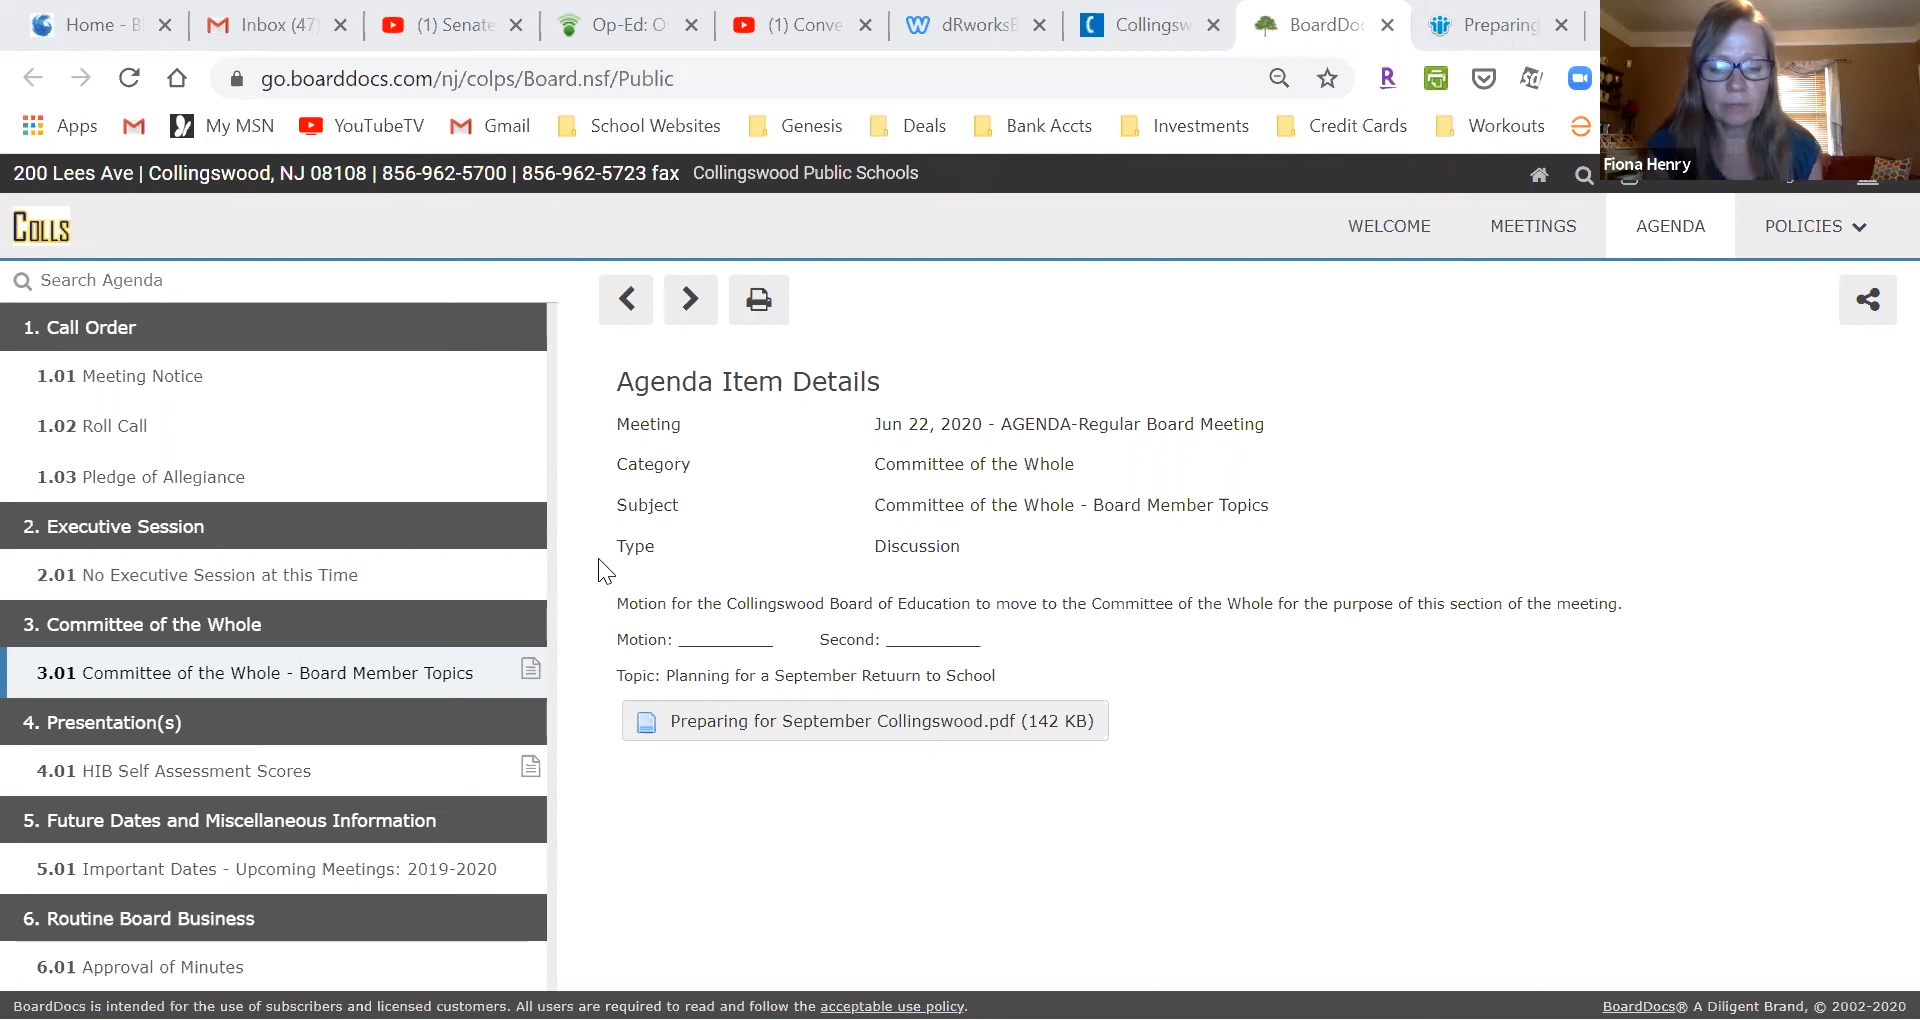 Home - B
Inbox (47)
(1) Senate
Op-Ed: O
(1) Conve
dRworksB
Collingsw
BoardDoc
Preparing
go.boarddocs.com/nj/colps/Board.nsf/Public
Apps
My MSN
YouTubeTV
Gmail
School Websites
Genesis
Deals
Bank Accts
Investments
Credit Cards
Workouts
Fiona Henry
200 Lees Ave | Collingswood, NJ 08108 | 856-962-5700 | 856-962-5723 fax Collingswood Public Schools
COLLS
WELCOME
MEETINGS
AGENDA
POLICIES
Search Agenda
1. Call Order
1.01 Meeting Notice
1.02 Roll Call
1.03 Pledge of Allegiance
2. Executive Session
2.01 No Executive Session at this Time
3. Committee of the Whole
3.01 Committee of the Whole - Board Member Topics
4. Presentation(s)
4.01 HIB Self Assessment Scores
5. Future Dates and Miscellaneous Information
5.01 Important Dates - Upcoming Meetings: 2019-2020
6. Routine Board Business
6.01 Approval of Minutes
Agenda Item Details
Meeting Jun 22, 2020 - AGENDA-Regular Board Meeting
Category Committee of the Whole
Subject Committee of the Whole - Board Member Topics
Type Discussion
Motion for the Collingswood Board of Education to move to the Committee of the Whole for the purpose of this section of the meeting.
Motion: __________ Second: __________
Topic: Planning for a September Retuurn to School
Preparing for September Collingswood.pdf (142 KB)
BoardDocs is intended for the use of subscribers and licensed customers. All users are required to read and follow the acceptable use policy.
BoardDocs® A Diligent Brand, © 2002-2020